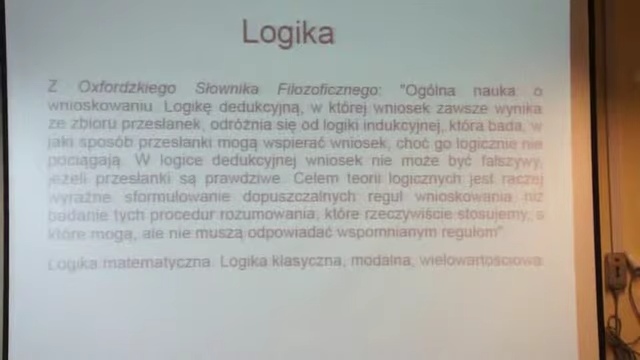 Logika
Z Oxfordzkiego Słownika Filozoficznego: "Ogólna nauka o
wnioskowaniu. Logikę dedukcyjną, w której wniosek zawsze wynika
ze zbioru przesłanek, odróżnia się od logiki indukcyjnej, która bada, w
jaki sposób przesłanki mogą wspierać wniosek, choć go logicznie nie
pociągają. W logice dedukcyjnej wniosek nie może być fałszywy,
jeżeli przesłanki są prawdziwe. Celem teorii logicznych jest raczej
wyraźne sformułowanie dopuszczalnych reguł wnioskowania niż
badanie tych procedur rozumowania, które rzeczywiście stosujemy, a
które mogą, ale nie muszą odpowiadać wspomnianym regułom"
Logika matematyczna. Logika klasyczna, modalna, wielowartościowa